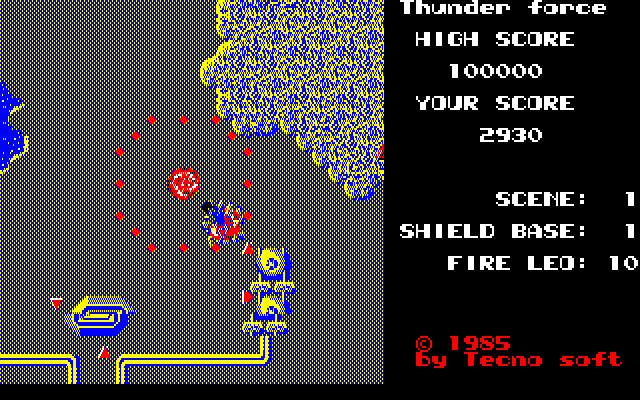 Thunder force
HIGH SCORE
100000
YOUR SCORE
2930
SCENE: 1
SHIELD BASE: 1
FIRE LEO: 10
© 1985
by Tecno soft